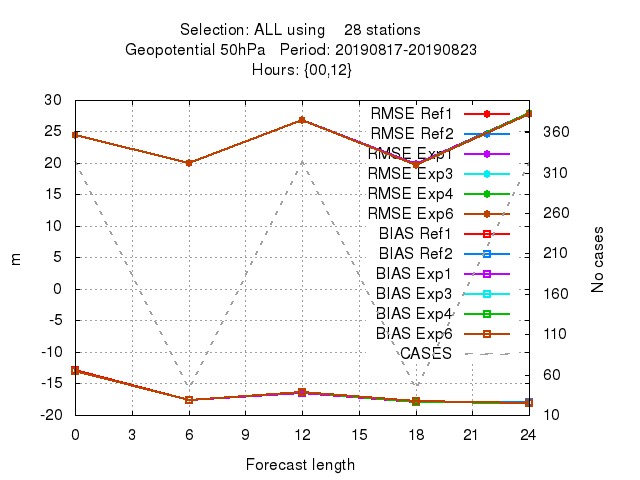 Selection: ALL using 28 stations
Geopotential 50hPa Period: 20190817-20190823
Hours: {00,12}
30
25
20
15
10
5
0
-5
-10
-15
-20
m
360
310
260
210
160
110
60
10
No cases
RMSE Ref1
RMSE Ref2
RMSE Exp1
RMSE Exp3
RMSE Exp4
RMSE Exp6
BIAS Ref1
BIAS Ref2
BIAS Exp1
BIAS Exp3
BIAS Exp4
BIAS Exp6
CASES
0 3 6 9 12 15 18 21 24
Forecast length